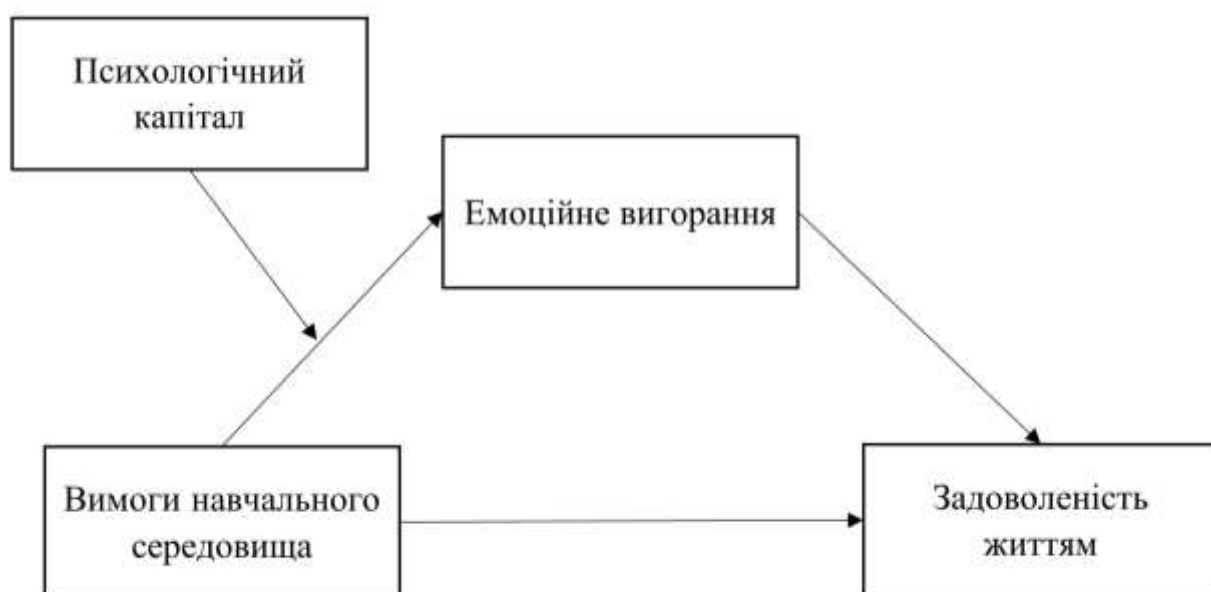 Психологічний
капітал
Емоційне вигорання
Вимоги навчального
середовища
Задоволеність
життям